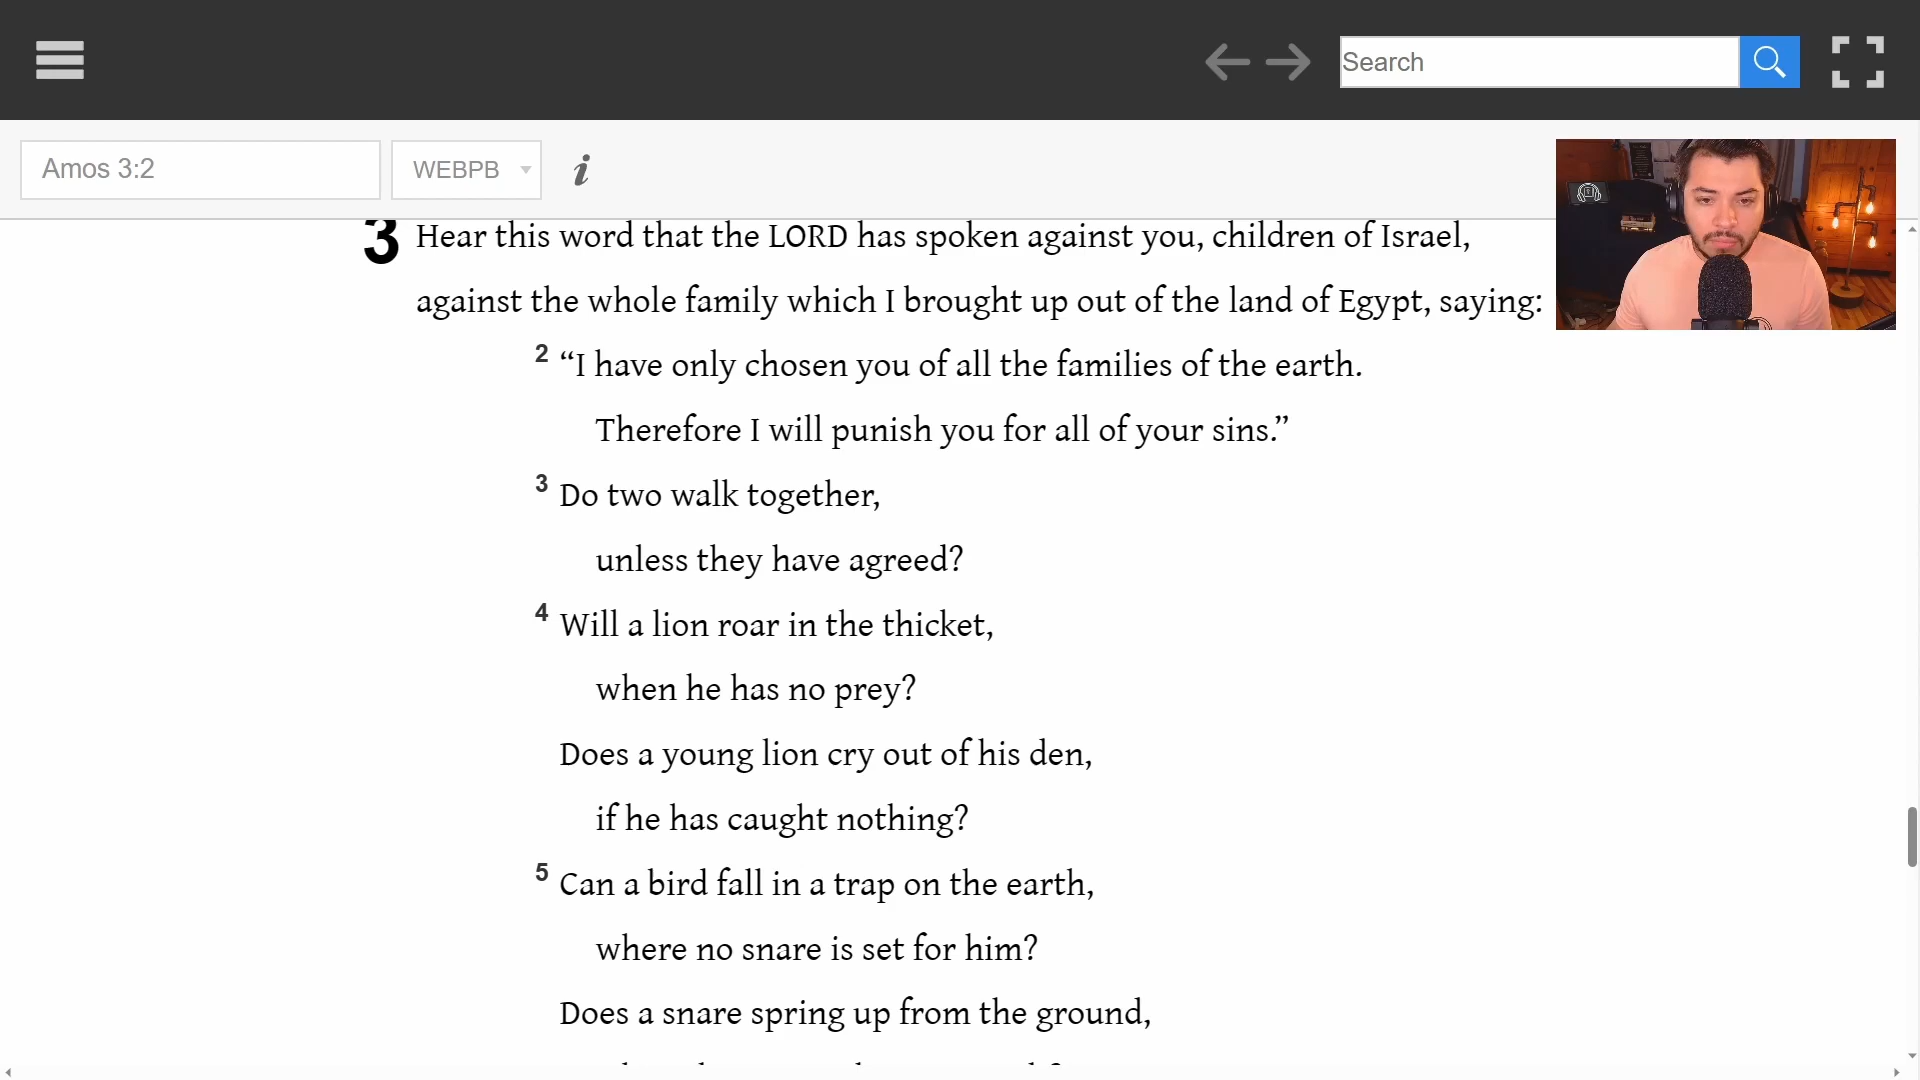 Search
Amos 3:2
WEBPB
i
3 Hear this word that the LORD has spoken against you, children of Israel,
against the whole family which I brought up out of the land of Egypt, saying:
2 “I have only chosen you of all the families of the earth.
Therefore I will punish you for all of your sins.”
3 Do two walk together,
unless they have agreed?
4 Will a lion roar in the thicket,
when he has no prey?
Does a young lion cry out of his den,
if he has caught nothing?
5 Can a bird fall in a trap on the earth,
where no snare is set for him?
Does a snare spring up from the ground,